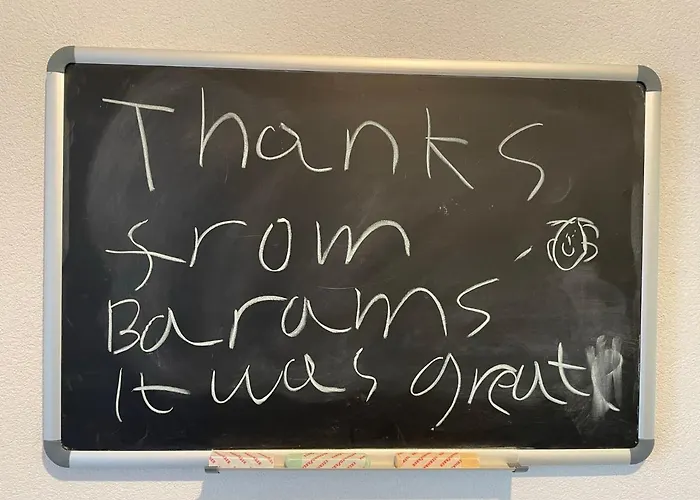 Thanks
from
Barams
It was great